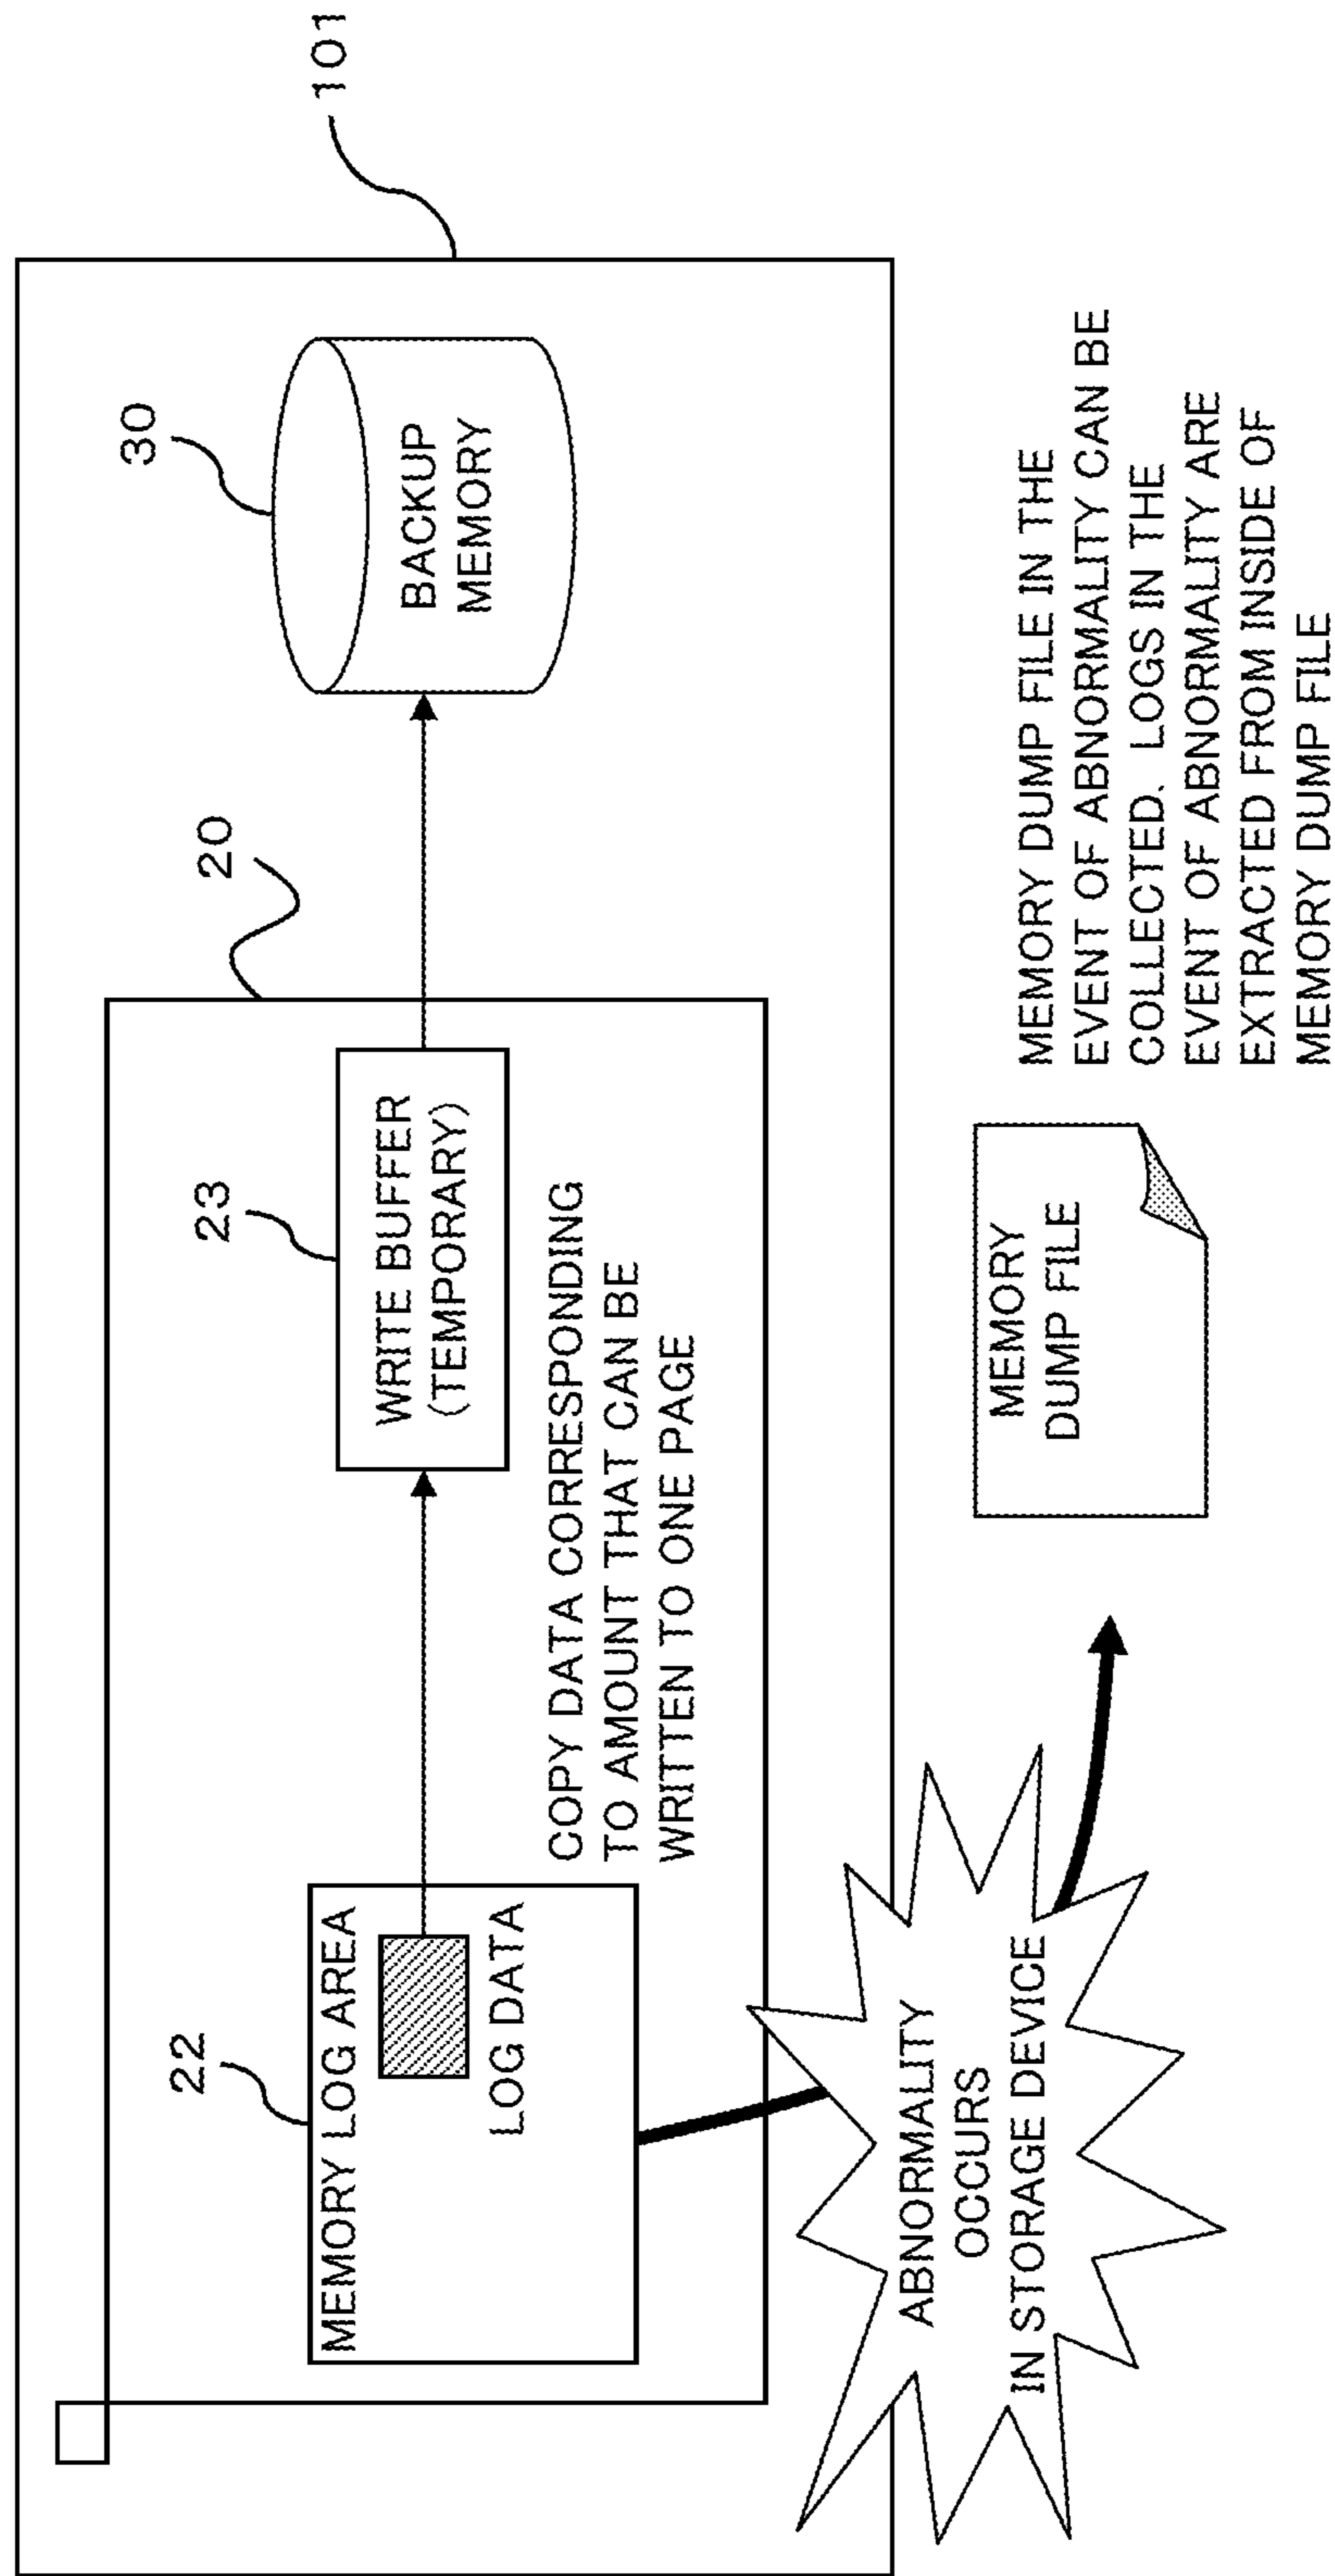 101
30
BACKUP
MEMORY
20
23
WRITE BUFFER
(TEMPORARY)
COPY DATA CORRESPONDING
TO AMOUNT THAT CAN BE
WRITTEN TO ONE PAGE
22
MEMORY LOG AREA
LOG DATA
ABNORMALITY
OCCURS
IN STORAGE DEVICE
MEMORY
DUMP FILE
MEMORY DUMP FILE IN THE
EVENT OF ABNORMALITY CAN BE
COLLECTED. LOGS IN THE
EVENT OF ABNORMALITY ARE
EXTRACTED FROM INSIDE OF
MEMORY DUMP FILE